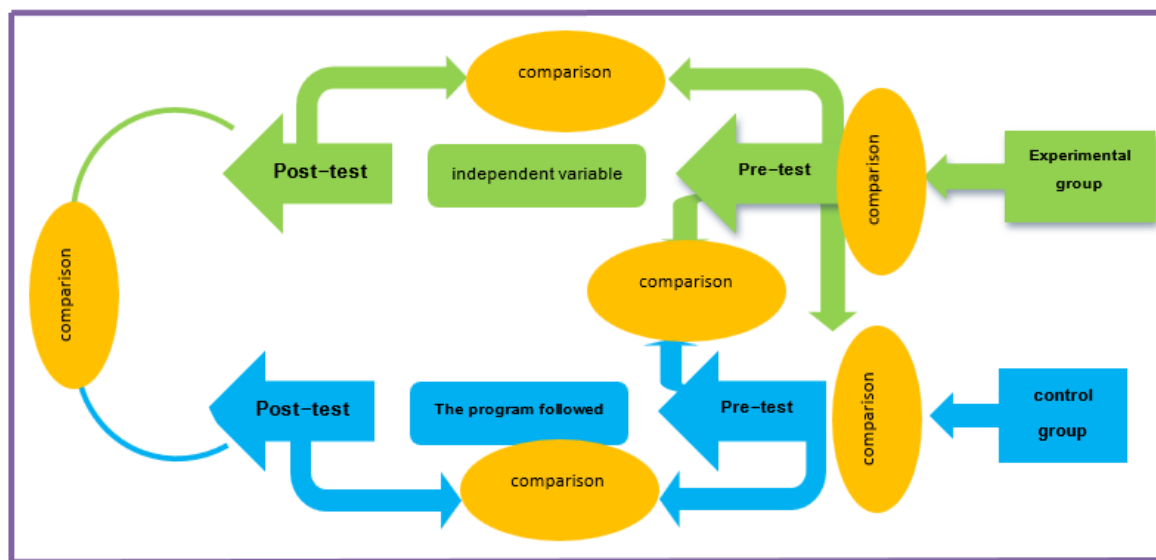 comparison
Post-test
independent variable
Pre-test
comparison
Experimental
group
comparison
comparison
Post-test
The program followed
Pre-test
comparison
control
group
comparison